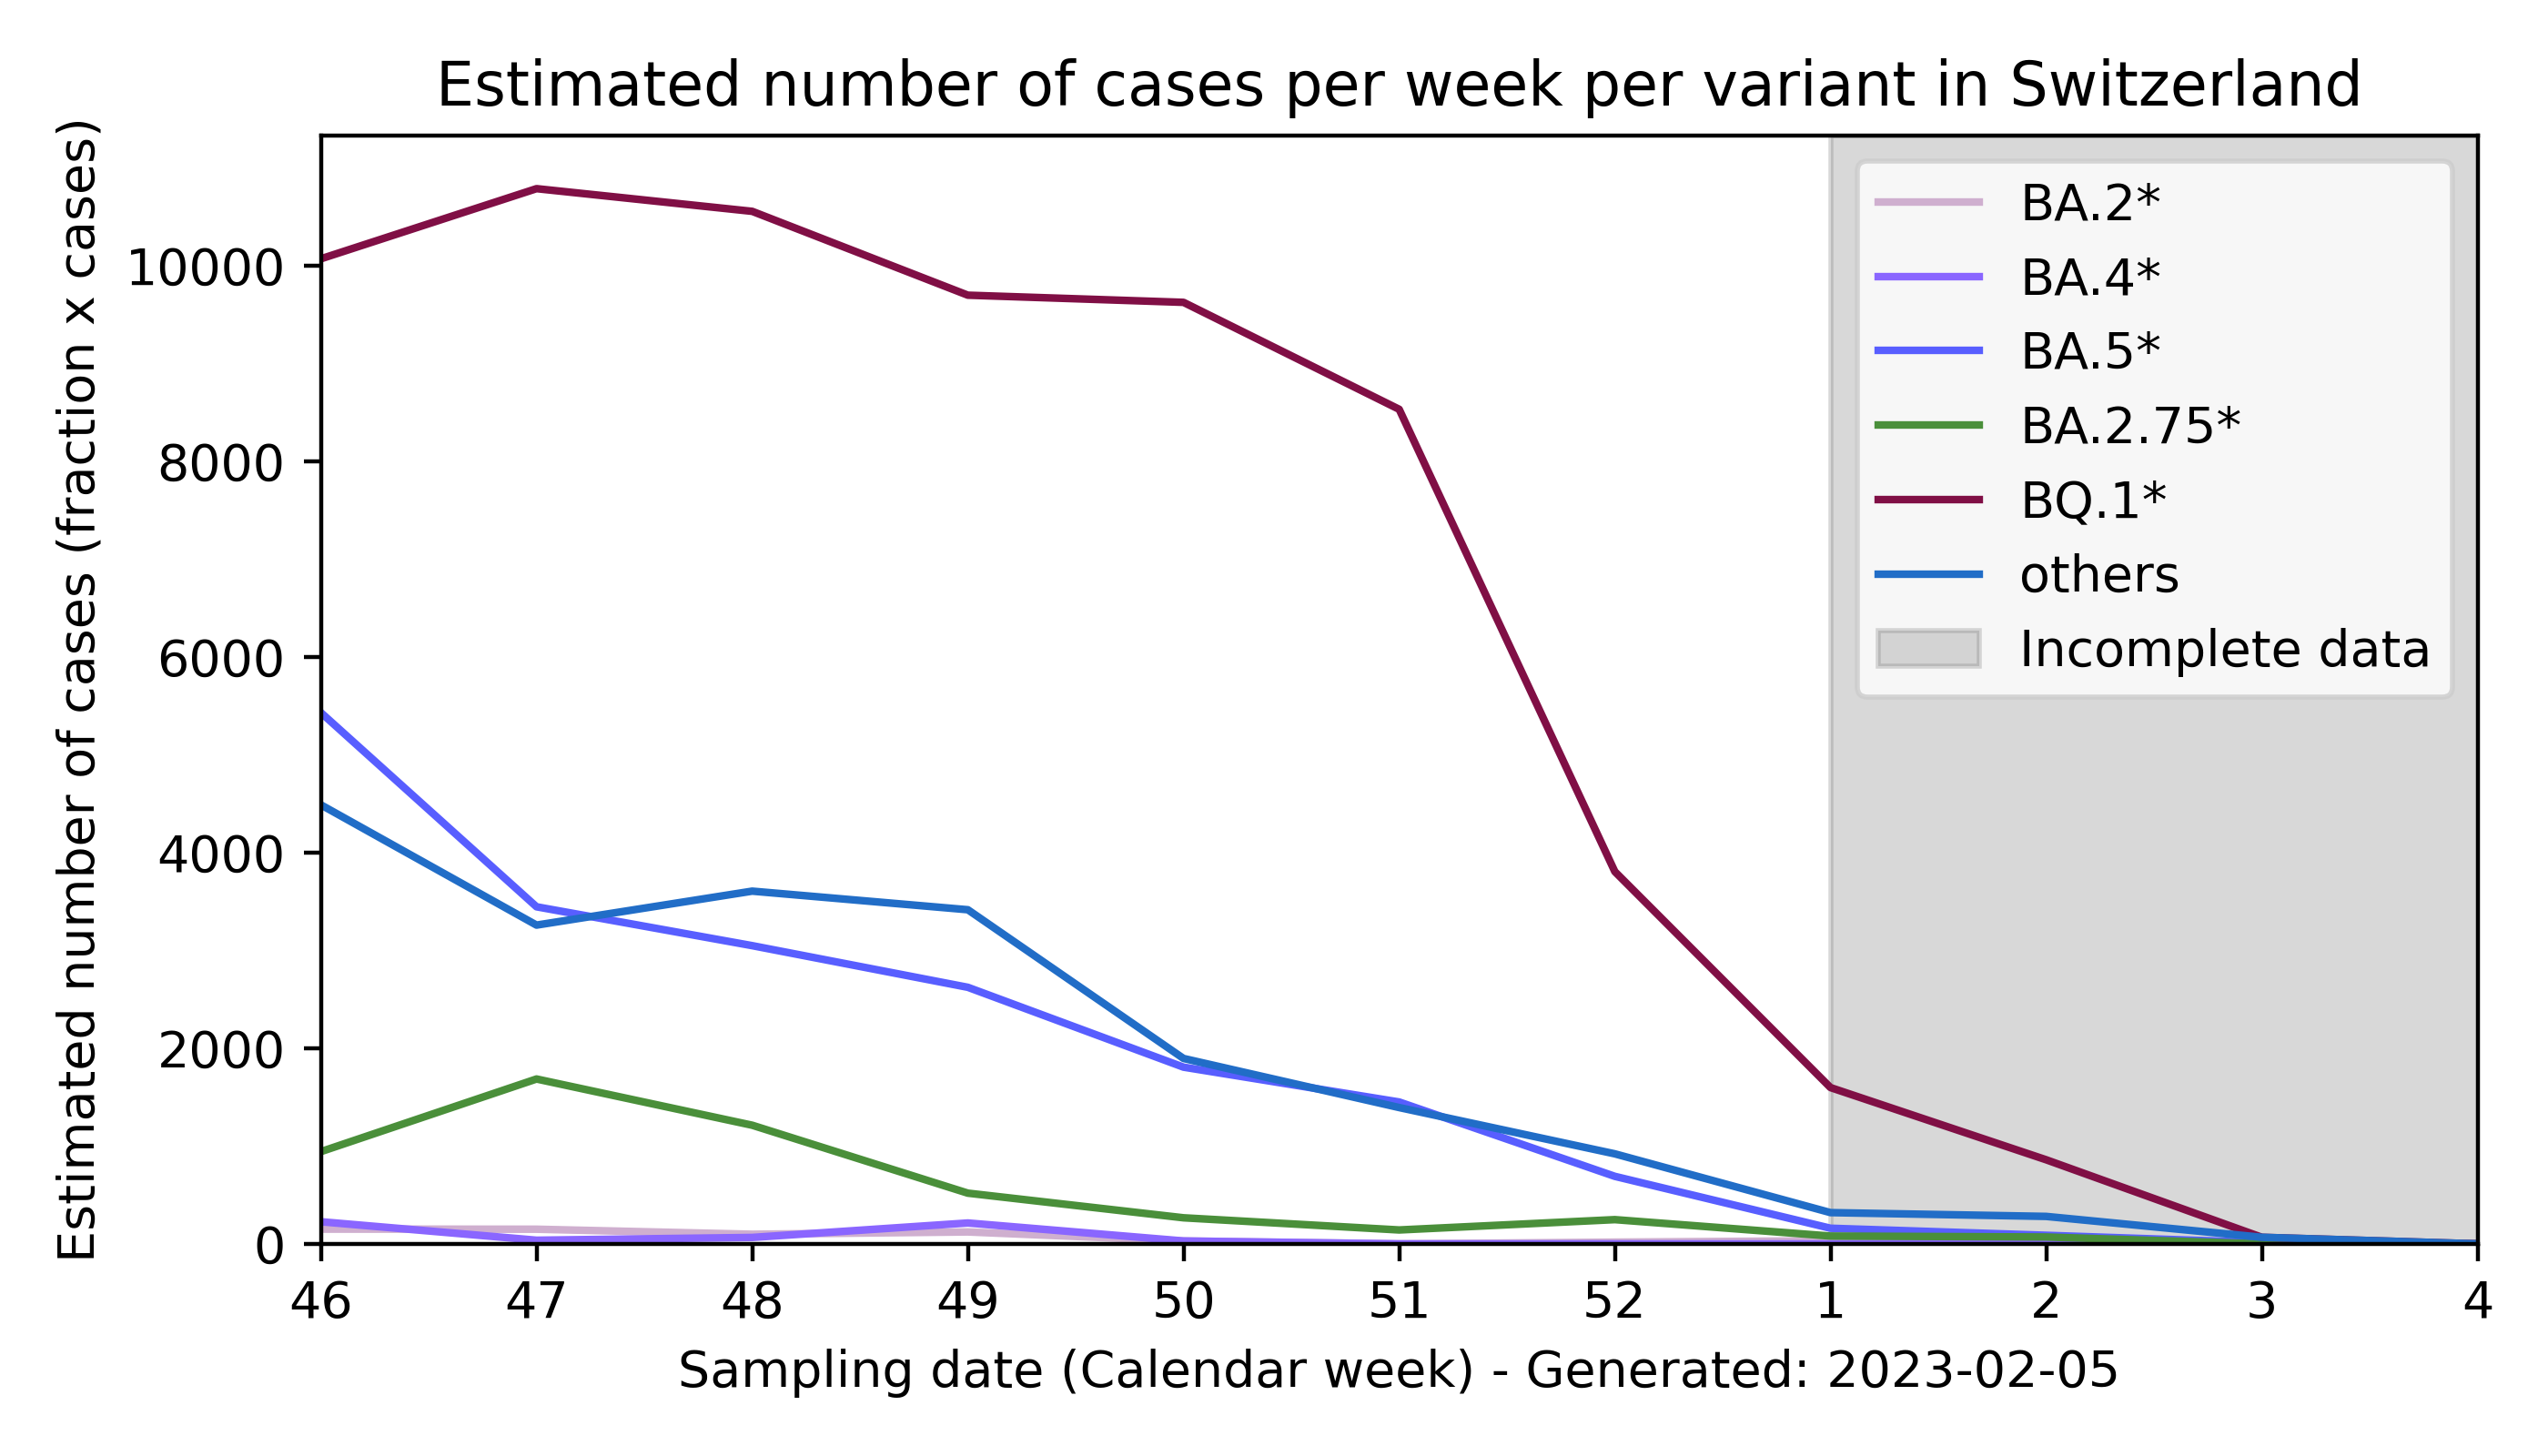 Estimated number of cases per week per variant in Switzerland
Estimated number of cases (fraction x cases)
10000
8000
6000
4000
2000
0
BA.2*
BA.4*
BA.5*
BA.2.75*
BQ.1*
others
Incomplete data
46 47 48 49 50 51 52 1 2 3 4
Sampling date (Calendar week) - Generated: 2023-02-05